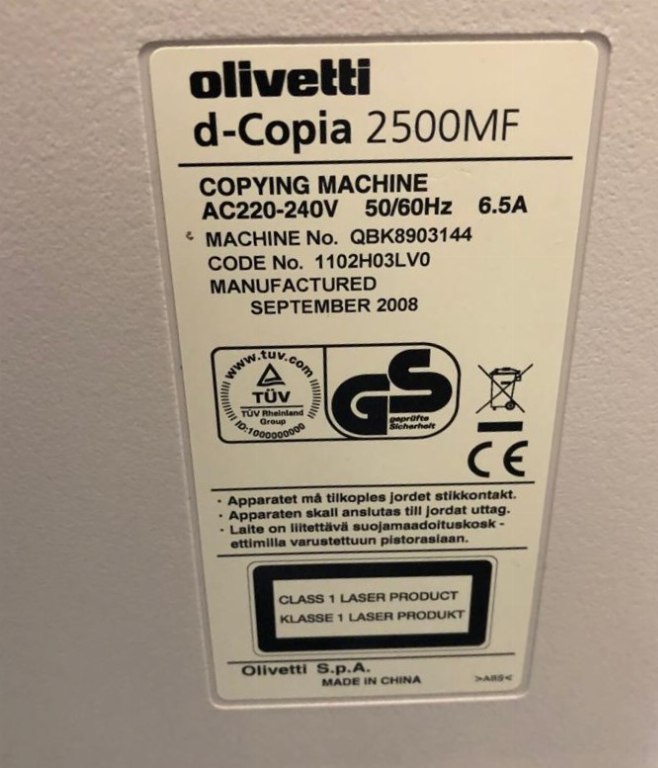 olivetti
d-Copia 2500MF
COPYING MACHINE
AC220-240V 50/60Hz 6.5A
MACHINE No. QBK8903144
CODE No. 1102H03LV0
MANUFACTURED
SEPTEMBER 2008
www.tuv.com
TÜV
TÜV Rheinland
Group
ID:1000000000
GS
geprüfte
Sicherheit
CE
· Apparatet må tilkoples jordet stikkontakt.
· Apparaten skall anslutas till jordat uttag.
· Laite on liitettävä suojamaadoituskosk -
ettimilla varustettuun pistorasiaan.
CLASS 1 LASER PRODUCT
KLASSE 1 LASER PRODUKT
Olivetti S.p.A.
MADE IN CHINA >ABS<